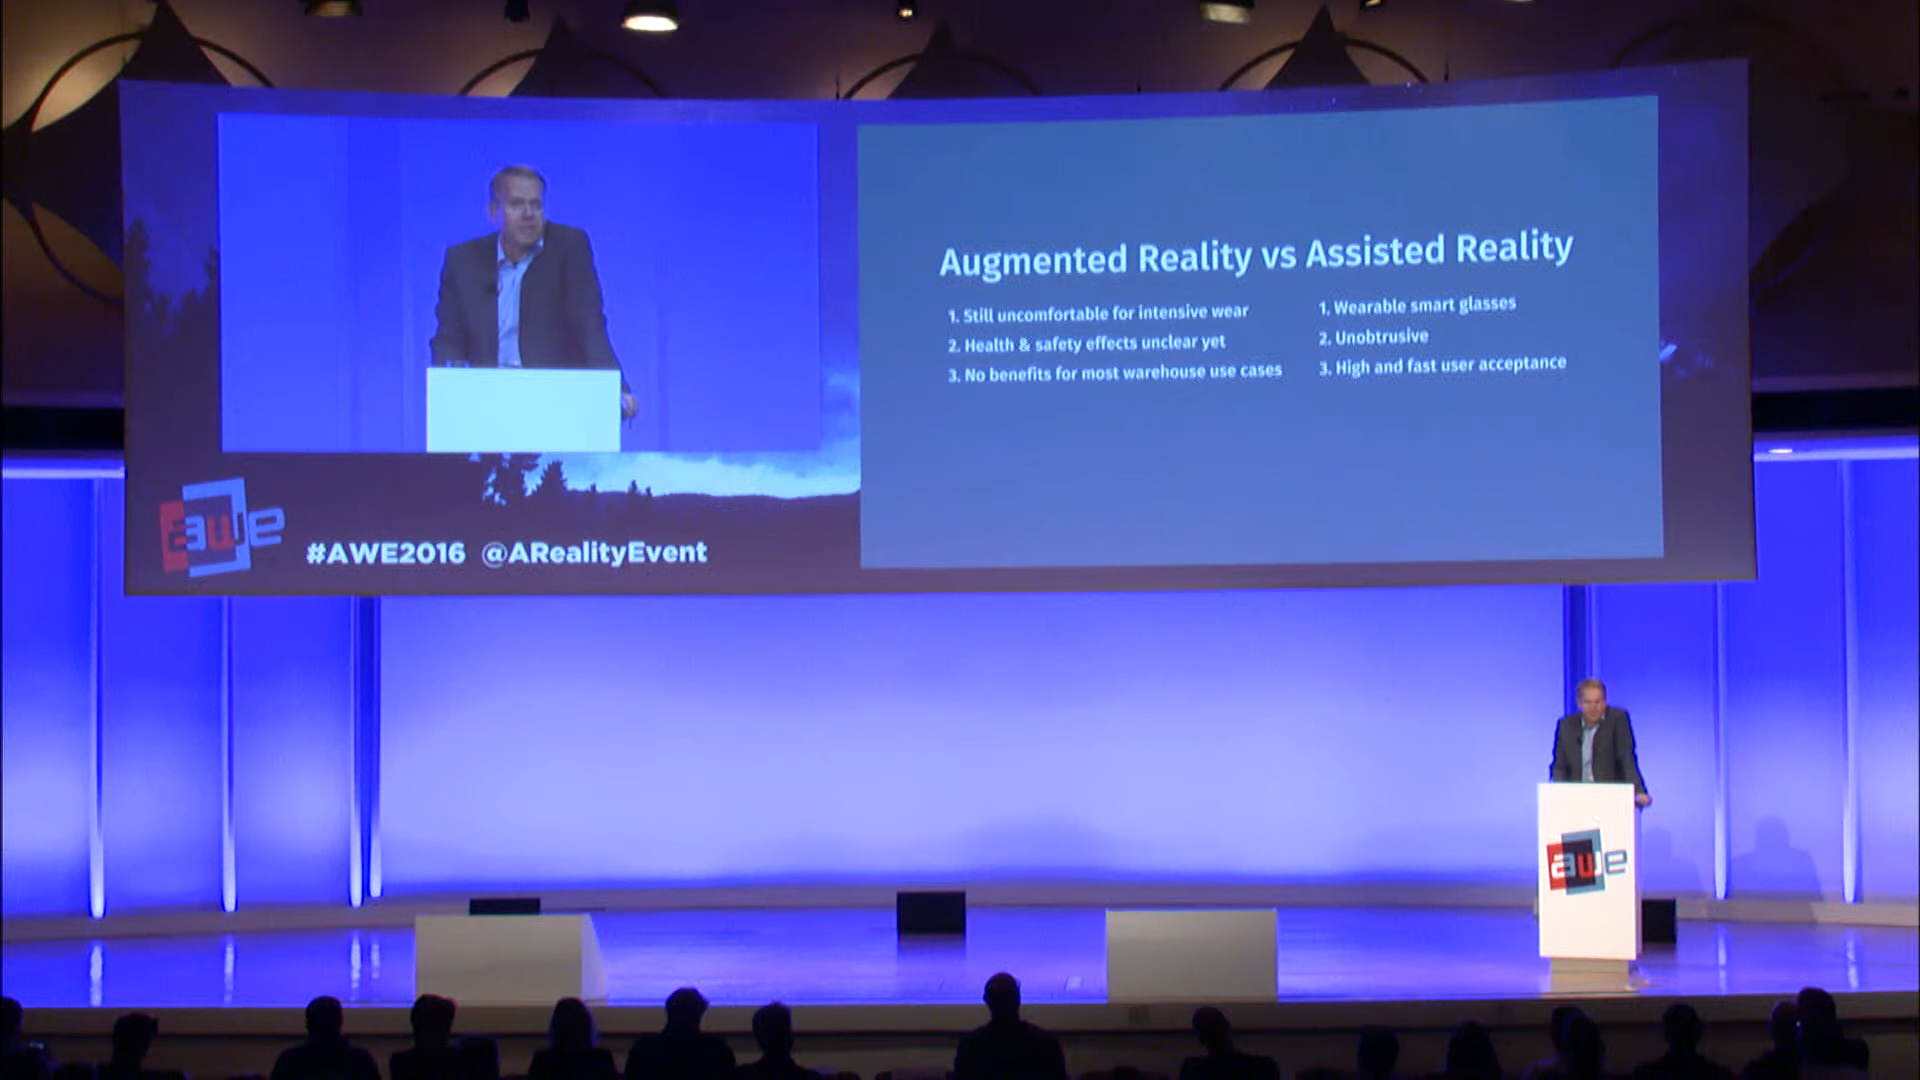 Augmented Reality vs Assisted Reality
1. Still uncomfortable for intensive wear
2. Health & safety effects unclear yet
3. No benefits for most warehouse use cases
1. Wearable smart glasses
2. Unobtrusive
3. High and fast user acceptance
awe
#AWE2016 @ARealityEvent
awe